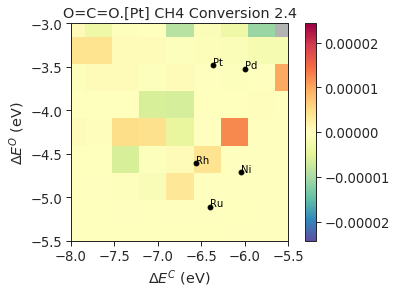 O=C=O.[Pt] CH4 Conversion 2.4
−3.0
−3.5
−4.0
−4.5
−5.0
−5.5
ΔE^O (eV)
Pt
Pd
Rh
Ni
Ru
−8.0 −7.5 −7.0 −6.5 −6.0 −5.5
ΔE^C (eV)
0.00002
0.00001
0.00000
−0.00001
−0.00002